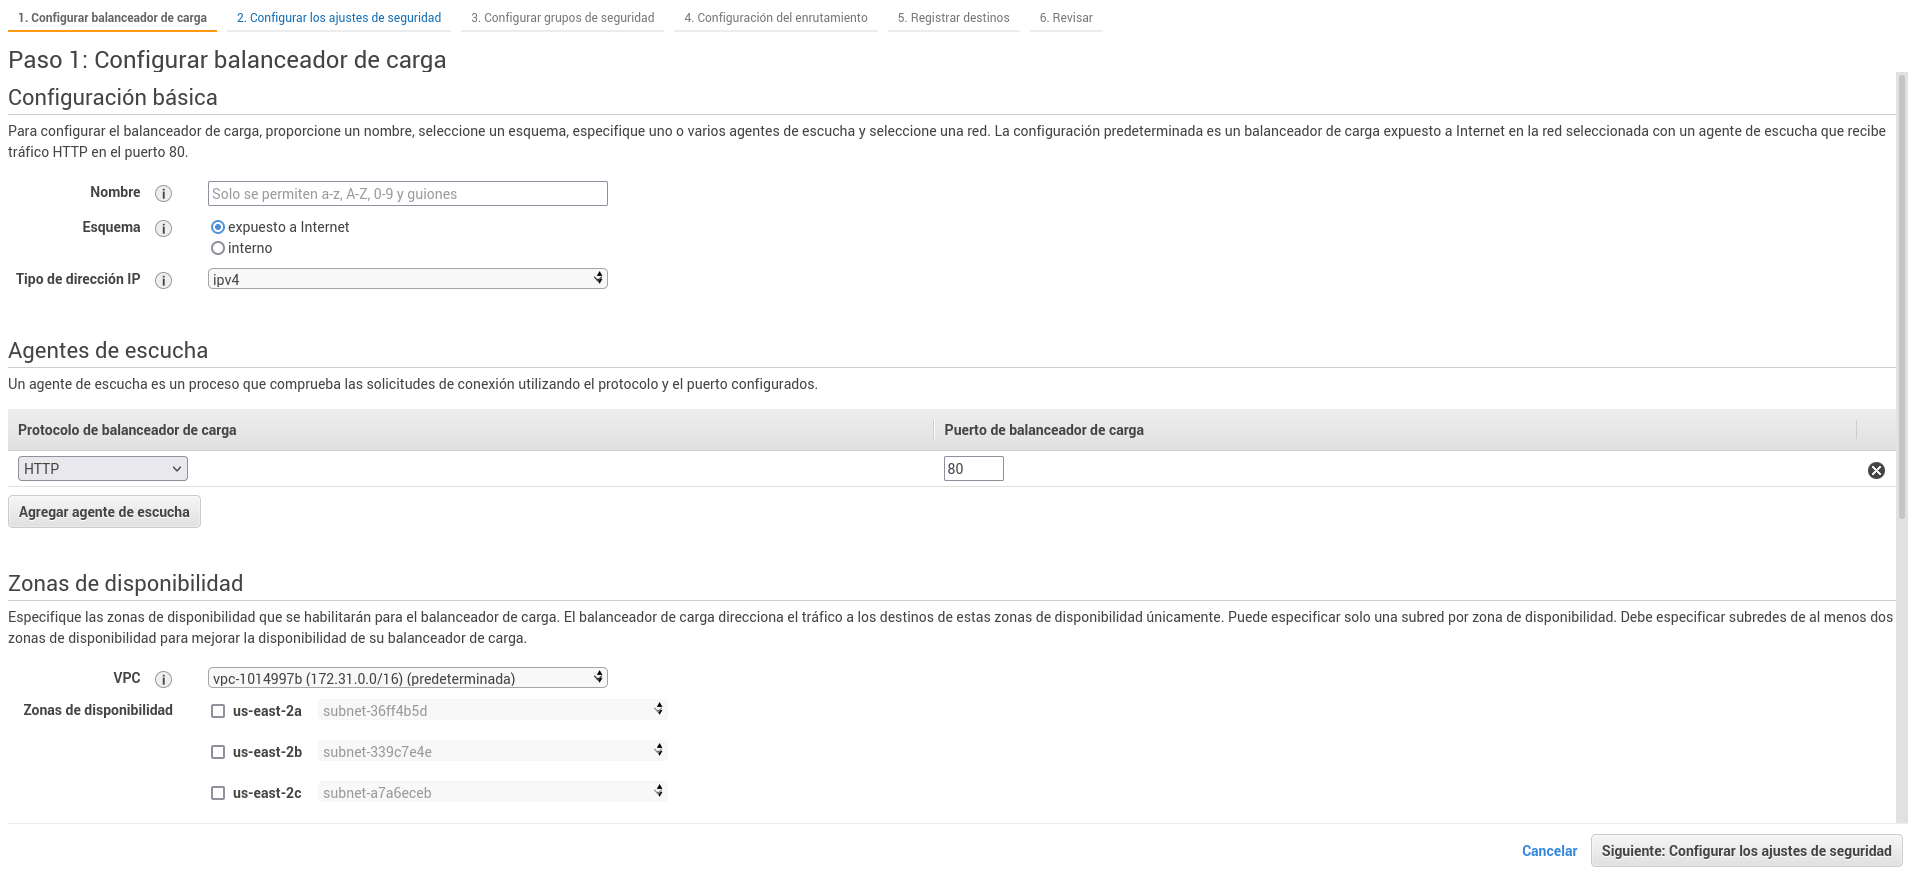 1. Configurar balanceador de carga 2. Configurar los ajustes de seguridad 3. Configurar grupos de seguridad 4. Configuración del enrutamiento 5. Registrar destinos 6. Revisar
Paso 1: Configurar balanceador de carga
Configuración básica
Para configurar el balanceador de carga, proporcione un nombre, seleccione un esquema, especifique uno o varios agentes de escucha y seleccione una red. La configuración predeterminada es un balanceador de carga expuesto a Internet en la red seleccionada con un agente de escucha que recibe
tráfico HTTP en el puerto 80.
Nombre i Solo se permiten a-z, A-Z, 0-9 y guiones
Esquema i expuesto a Internet
interno
Tipo de dirección IP i ipv4
Agentes de escucha
Un agente de escucha es un proceso que comprueba las solicitudes de conexión utilizando el protocolo y el puerto configurados.
Protocolo de balanceador de carga Puerto de balanceador de carga
HTTP 80
Agregar agente de escucha
Zonas de disponibilidad
Especifique las zonas de disponibilidad que se habilitarán para el balanceador de carga. El balanceador de carga direcciona el tráfico a los destinos de estas zonas de disponibilidad únicamente. Puede especificar solo una subred por zona de disponibilidad. Debe especificar subredes de al menos dos
zonas de disponibilidad para mejorar la disponibilidad de su balanceador de carga.
VPC i vpc-1014997b (172.31.0.0/16) (predeterminada)
Zonas de disponibilidad us-east-2a subnet-36ff4b5d
us-east-2b subnet-339c7e4e
us-east-2c subnet-a7a6eceb
Cancelar Siguiente: Configurar los ajustes de seguridad